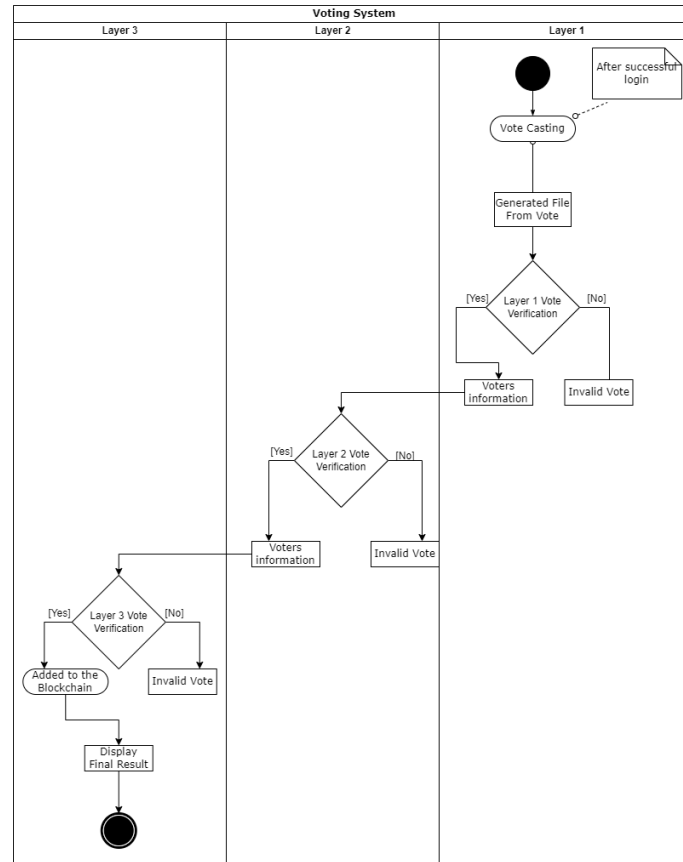 Voting System
Layer 3
Layer 2
Layer 1
After successful
login
Vote Casting
Generated File
From Vote
[Yes]
Layer 1 Vote
Verification
[No]
Voters
information
Invalid Vote
[Yes]
Layer 2 Vote
Verification
[No]
Voters
information
Invalid Vote
[Yes]
Layer 3 Vote
Verification
[No]
Added to the
Blockchain
Invalid Vote
Display
Final Result